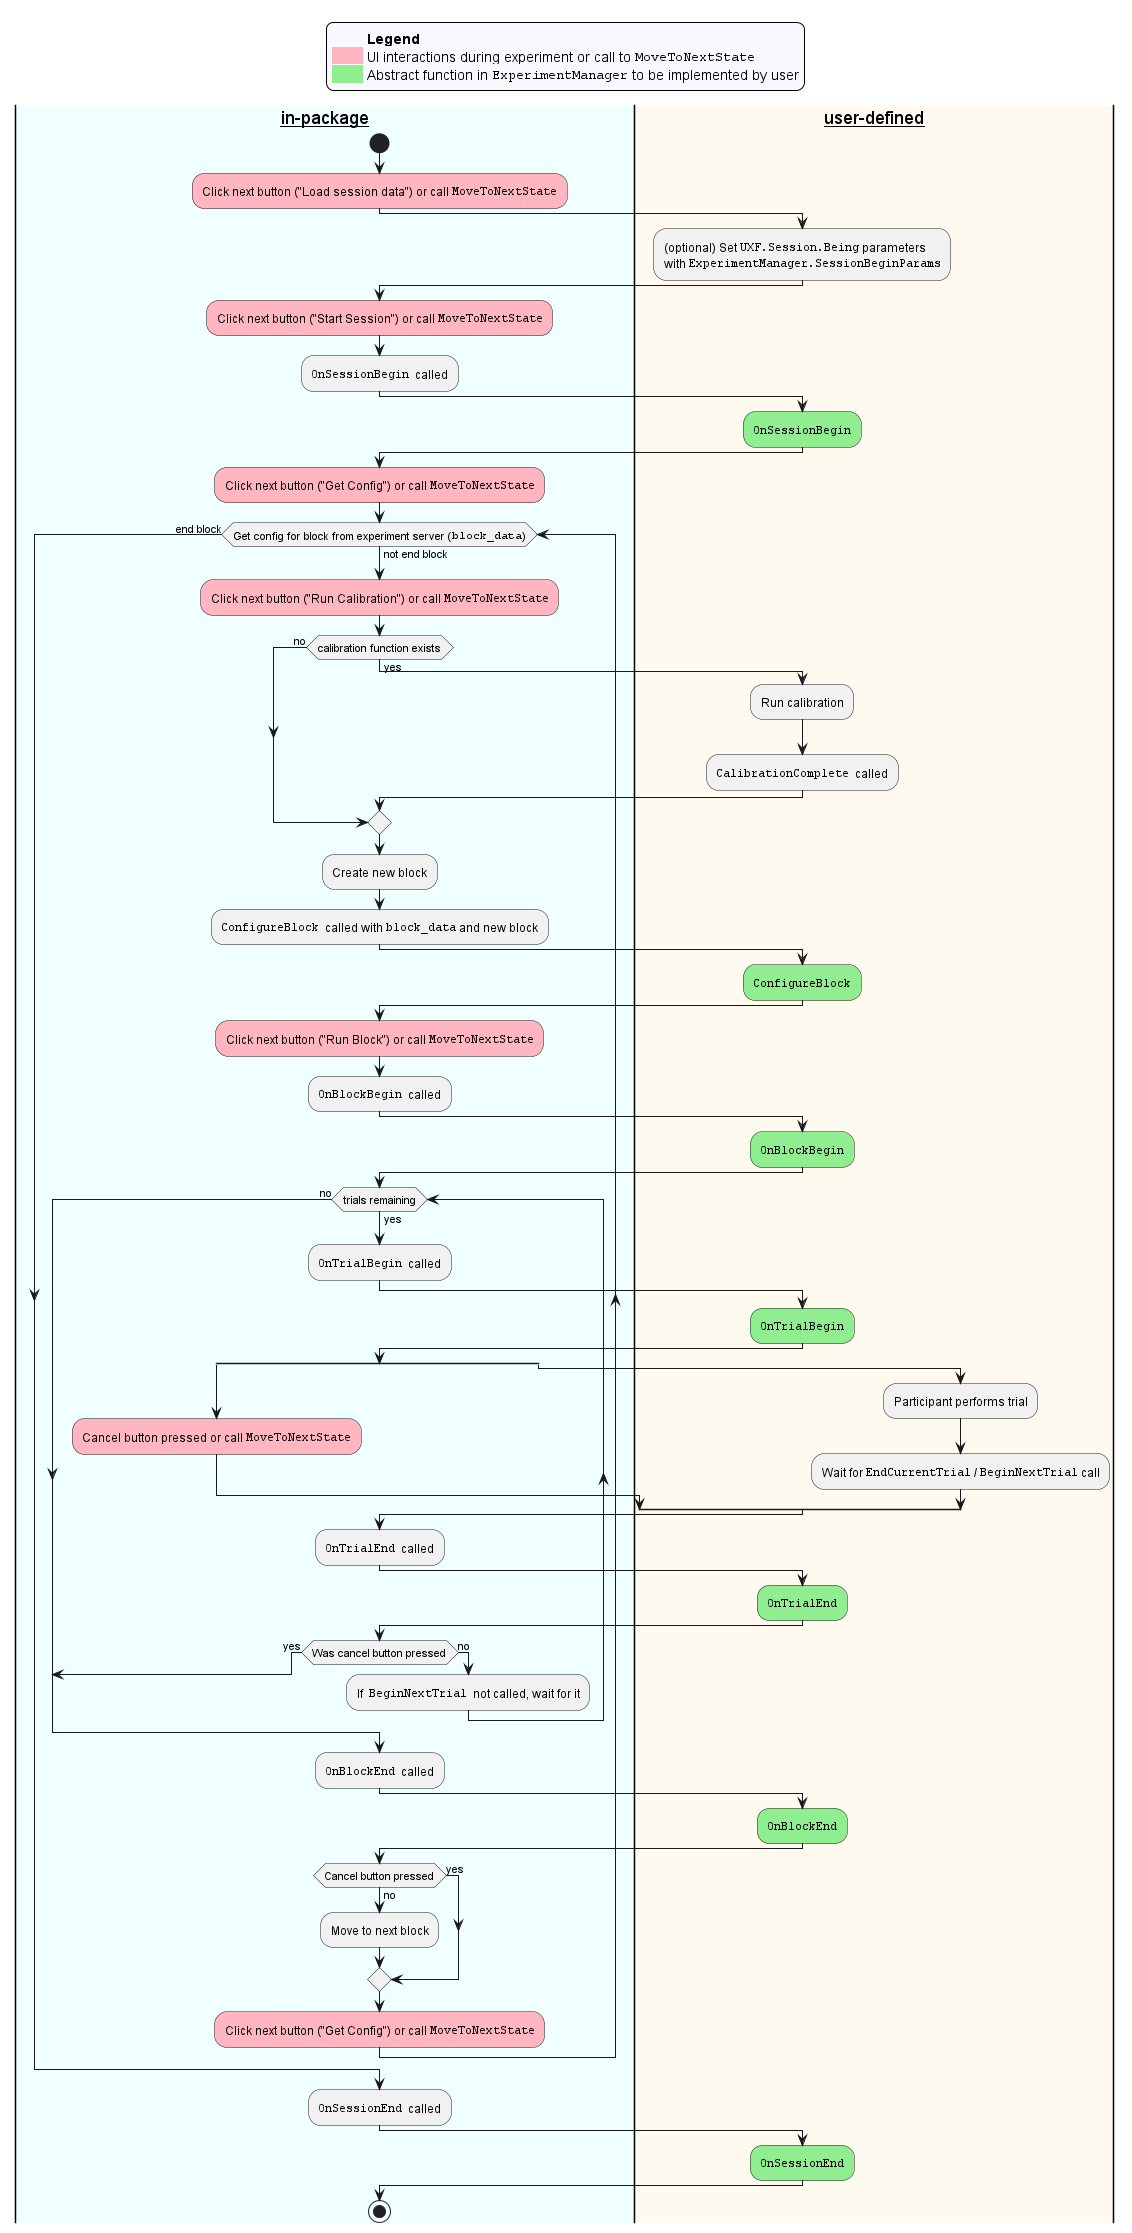 Legend
UI interactions during experiment or call to MoveToNextState
Abstract function in ExperimentManager to be implemented by user
in-package
user-defined
Click next button ("Load session data") or call MoveToNextState
(optional) Set UXF.Session.Being parameters
with ExperimentManager.SessionBeginParams
Click next button ("Start Session") or call MoveToNextState
OnSessionBegin called
OnSessionBegin
Click next button ("Get Config") or call MoveToNextState
end block
Get config for block from experiment server (block_data)
not end block
Click next button ("Run Calibration") or call MoveToNextState
no
calibration function exists
yes
Run calibration
CalibrationComplete called
Create new block
ConfigureBlock called with block_data and new block
ConfigureBlock
Click next button ("Run Block") or call MoveToNextState
OnBlockBegin called
OnBlockBegin
no
trials remaining
yes
OnTrialBegin called
OnTrialBegin
Participant performs trial
Cancel button pressed or call MoveToNextState
Wait for EndCurrentTrial / BeginNextTrial call
OnTrialEnd called
OnTrialEnd
yes
Was cancel button pressed
no
If BeginNextTrial not called, wait for it
OnBlockEnd called
OnBlockEnd
Cancel button pressed
yes
no
Move to next block
Click next button ("Get Config") or call MoveToNextState
OnSessionEnd called
OnSessionEnd